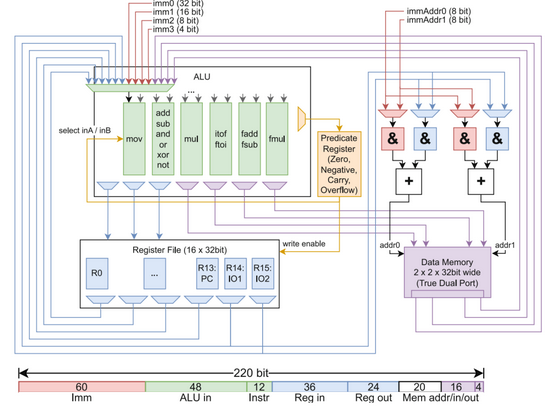 imm0 (32 bit)
imm1 (16 bit)
imm2 (8 bit)
imm3 (4 bit)
immAddr0 (8 bit)
immAddr1 (8 bit)
ALU
...
select inA / inB
mov
add
sub
and
or
xor
not
mul
itof
ftoi
fadd
fsub
fmul
Predicate
Register
(Zero,
Negative,
Carry,
Overflow)
& & & &
+ +
addr0
addr1
write enable
Register File (16 x 32bit)
R0
...
R13:
PC
R14:
IO1
R15:
IO2
Data Memory
2 x 2 x 32bit wide
(True Dual Port)
220 bit
60 48 12 36 24 20 16 4
Imm ALU in Instr Reg in Reg out Mem addr/in/out